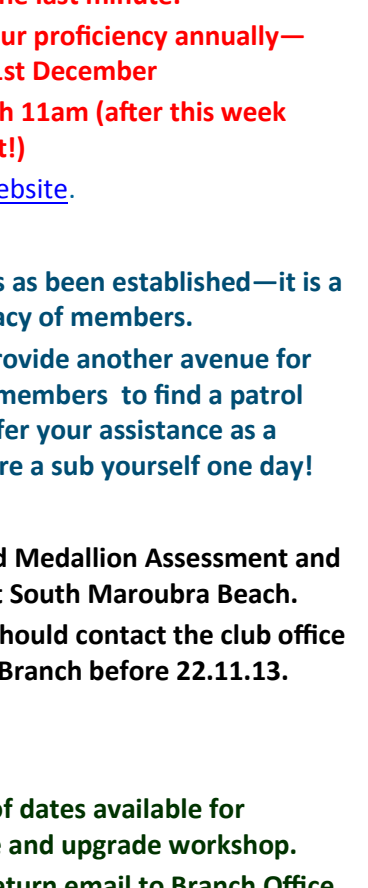 the last minute.
ur proficiency annually—
1st December
h 11am (after this week
t!)
ebsite.
s as been established—it is a
acy of members.
rovide another avenue for
members to find a patrol
fer your assistance as a
re a sub yourself one day!
d Medallion Assessment and
t South Maroubra Beach.
hould contact the club office
Branch before 22.11.13.
of dates available for
e and upgrade workshop.
eturn email to Branch Office